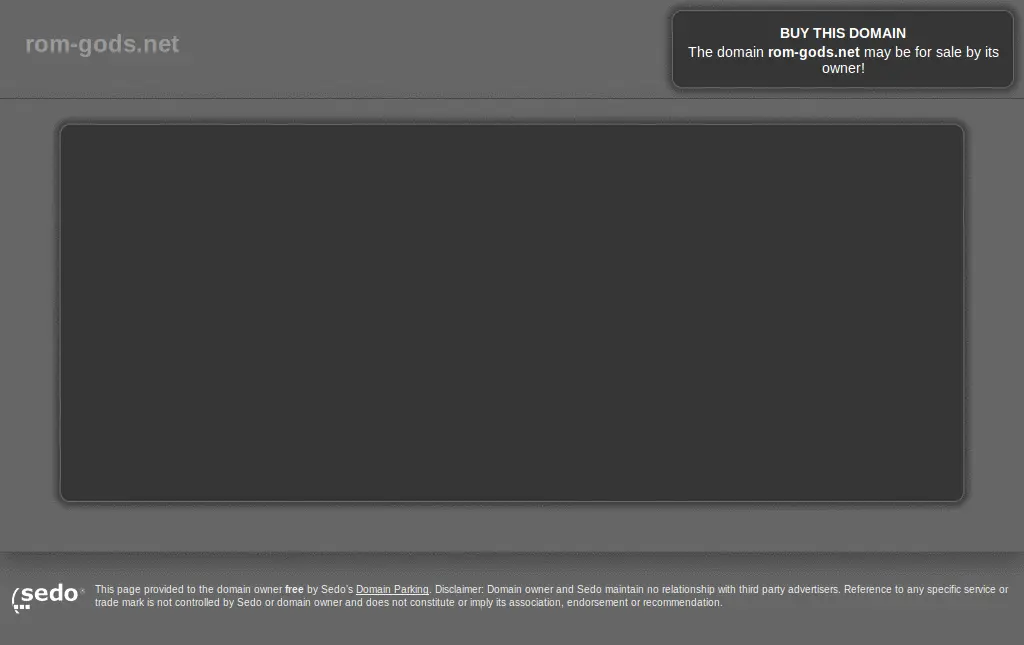 rom-gods.net
BUY THIS DOMAIN
The domain rom-gods.net may be for sale by its
owner!
sedo
This page provided to the domain owner free by Sedo's Domain Parking. Disclaimer: Domain owner and Sedo maintain no relationship with third party advertisers. Reference to any specific service or
trade mark is not controlled by Sedo or domain owner and does not constitute or imply its association, endorsement or recommendation.